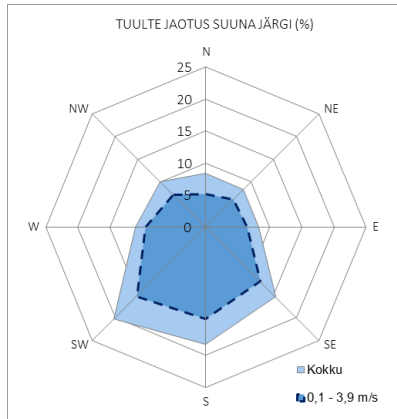 TUULTE JAOTUS SUUNA JÄRGI (%)
N
25
20
15
10
5
0
NW
NE
W
E
SW
SE
S
Kokku
0,1 - 3,9 m/s